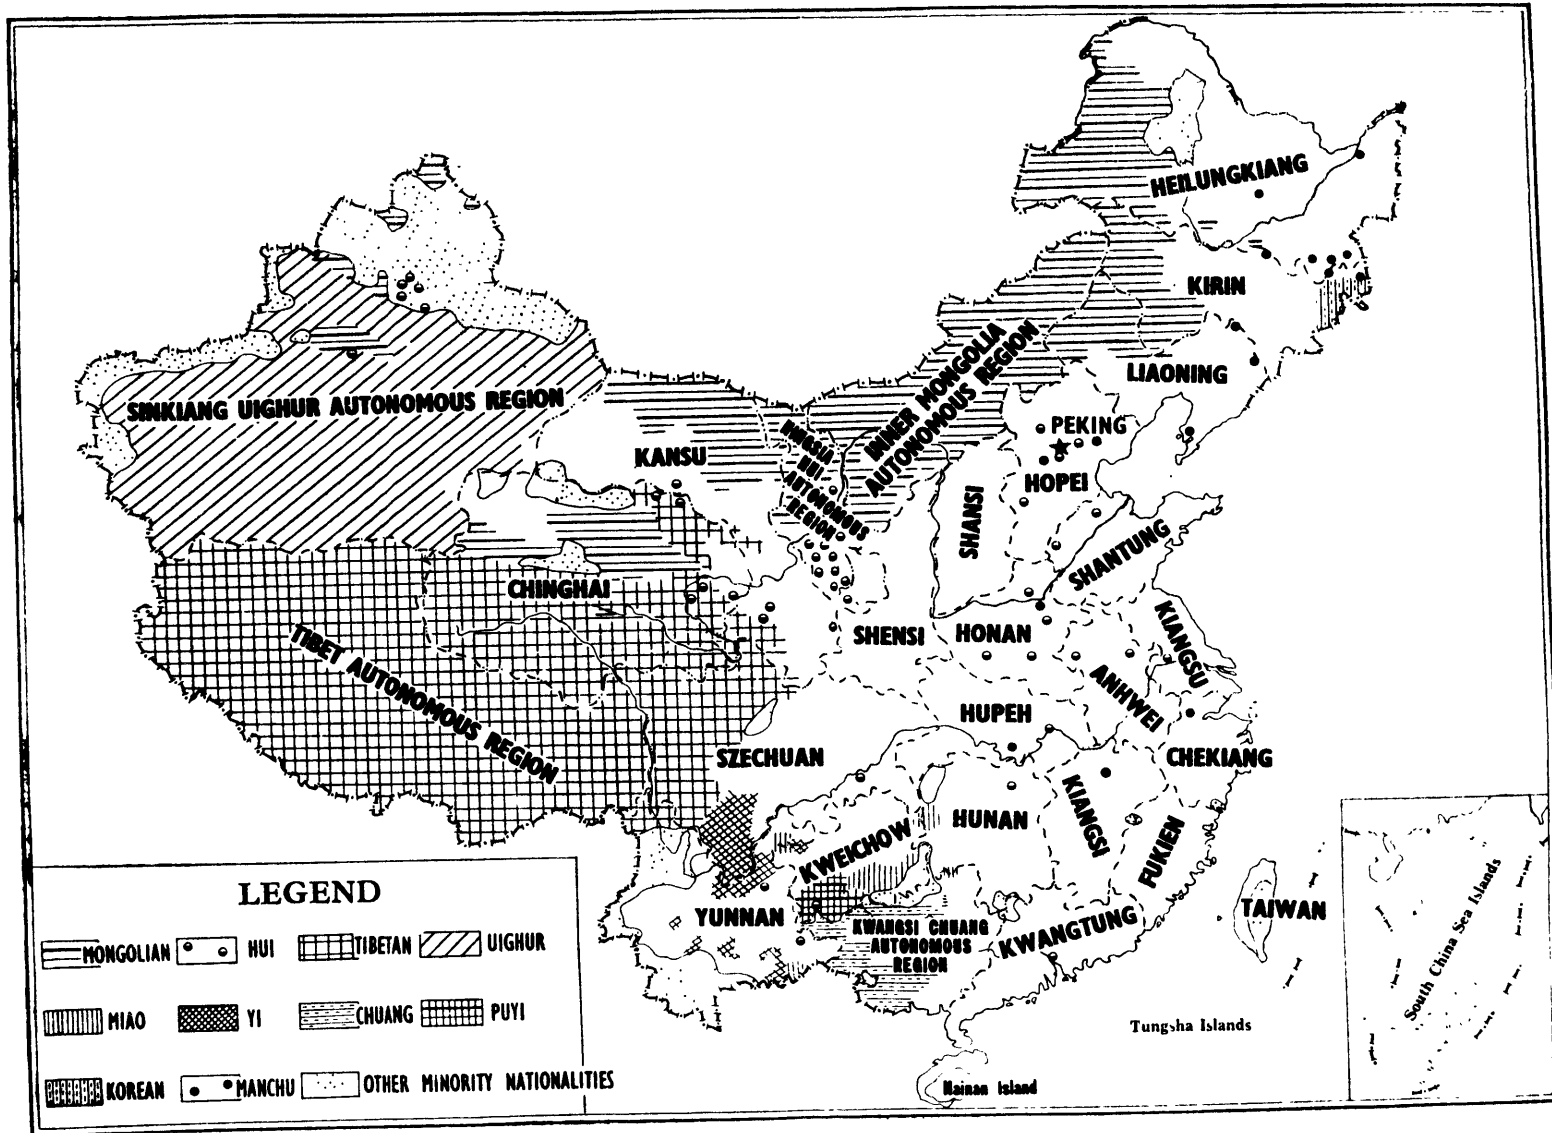 HEILUNGKIANG
KIRIN
LIAONING
INNER MONGOLIA
AUTONOMOUS REGION
PEKING
HOPEI
SINKIANG UIGHUR AUTONOMOUS REGION
KANSU
NINGSIA
HUI
AUTONOMOUS
REGION
SHANSI
SHANTUNG
CHINGHAI
TIBET AUTONOMOUS REGION
SHENSI
HONAN
KIANGSU
ANHWEI
HUPEH
SZECHUAN
CHEKIANG
KIANGSI
HUNAN
FUKIEN
KWEICHOW
YUNNAN
KWANGSI CHUANG
AUTONOMOUS
REGION
KWANGTUNG
TAIWAN
South China Sea Islands
Tungsha Islands
Hainan Island
LEGEND
MONGOLIAN HUI TIBETAN UIGHUR
MIAO YI CHUANG PUYI
KOREAN MANCHU OTHER MINORITY NATIONALITIES